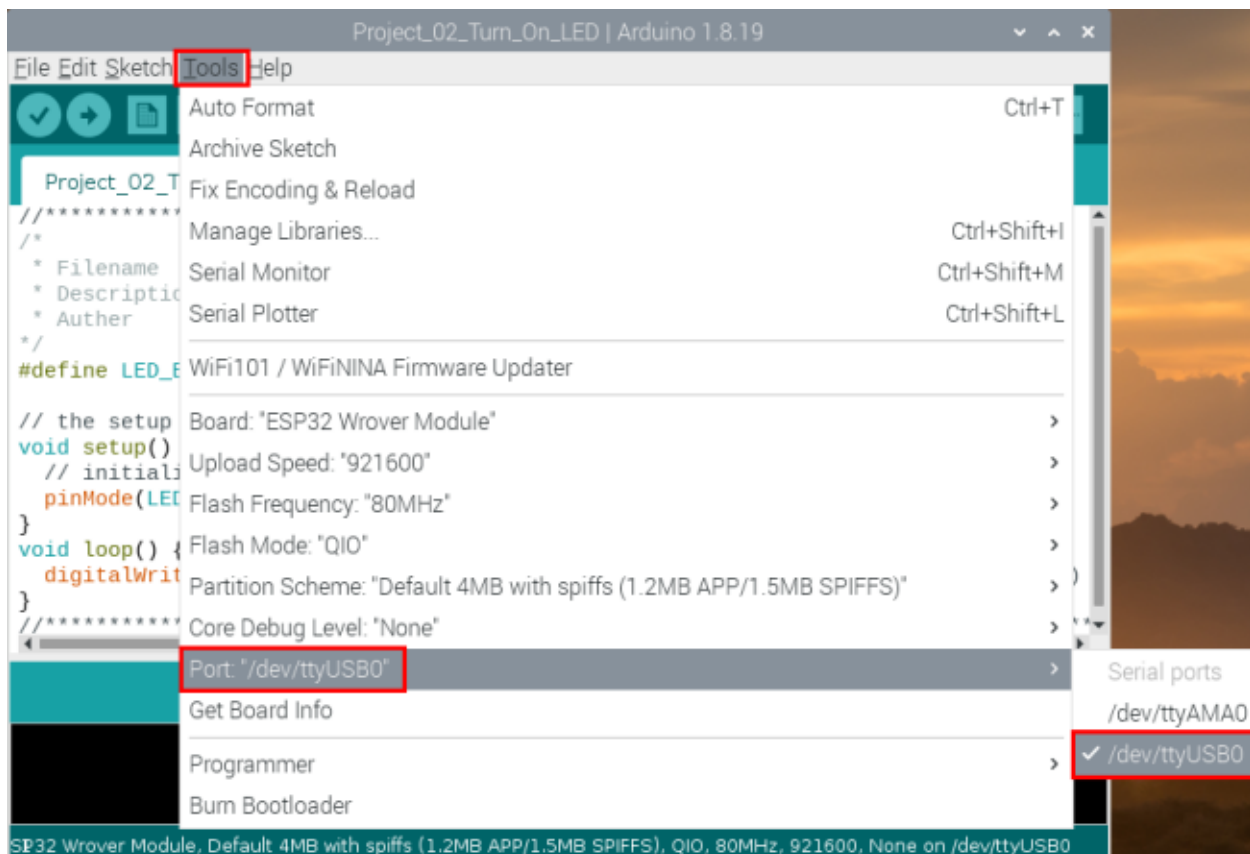 Project_02_Turn_On_LED | Arduino 1.8.19
File Edit Sketch Tools Help
Auto Format Ctrl+T
Archive Sketch
Project_02_T
Fix Encoding & Reload
//***********
Manage Libraries... Ctrl+Shift+I
/*
* Filename
Serial Monitor Ctrl+Shift+M
* Descriptio
* Auther
Serial Plotter Ctrl+Shift+L
*/
#define LED_B
WiFi101 / WiFiNINA Firmware Updater
// the setup
Board: "ESP32 Wrover Module"
void setup()
// initiali
Upload Speed: "921600"
pinMode(LED
Flash Frequency: "80MHz"
}
void loop() {
Flash Mode: "QIO"
digitalWrit
Partition Scheme: "Default 4MB with spiffs (1.2MB APP/1.5MB SPIFFS)" )
}
//*********** **
Core Debug Level: "None"
Port: "/dev/ttyUSB0"
Serial ports
Get Board Info
/dev/ttyAMA0
/dev/ttyUSB0
Programmer
Burn Bootloader
SP32 Wrover Module, Default 4MB with spiffs (1.2MB APP/1.5MB SPIFFS), QIO, 80MHz, 921600, None on /dev/ttyUSB0